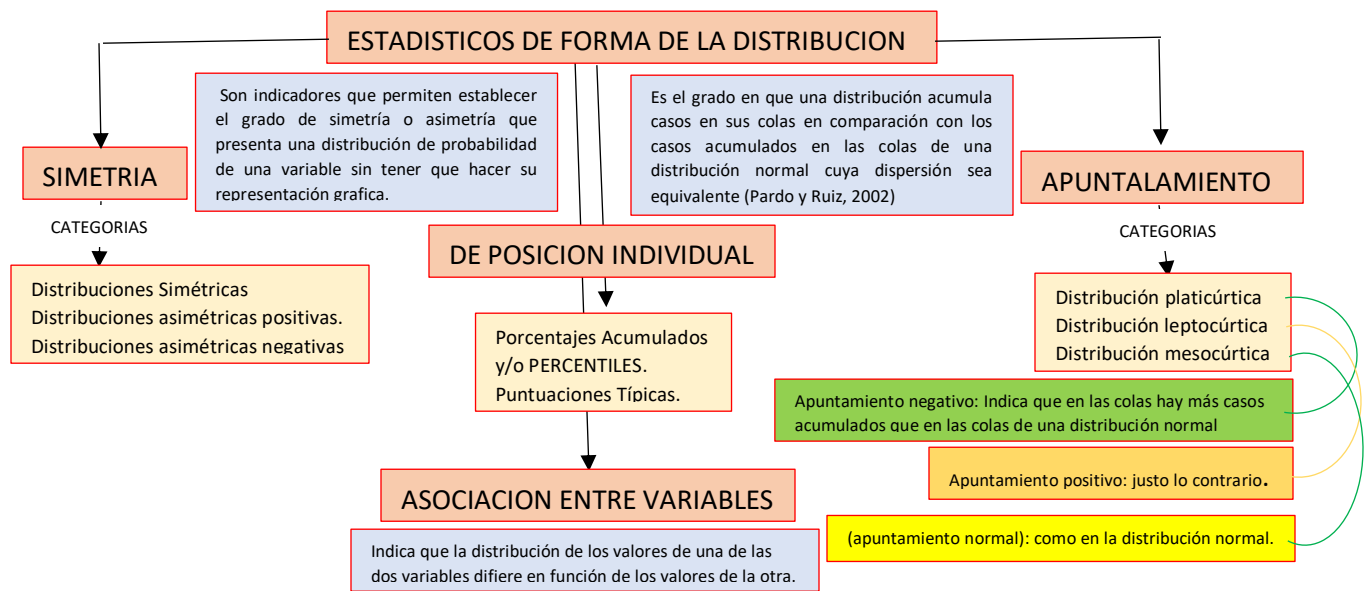 ESTADISTICOS DE FORMA DE LA DISTRIBUCION
Son indicadores que permiten establecer
el grado de simetría o asimetría que
presenta una distribución de probabilidad
de una variable sin tener que hacer su
representación grafica.
Es el grado en que una distribución acumula
casos en sus colas en comparación con los
casos acumulados en las colas de una
distribución normal cuya dispersión sea
equivalente (Pardo y Ruiz, 2002)
SIMETRIA
CATEGORIAS
Distribuciones Simétricas
Distribuciones asimétricas positivas.
Distribuciones asimétricas negativas
DE POSICION INDIVIDUAL
Porcentajes Acumulados
y/o PERCENTILES.
Puntuaciones Típicas.
ASOCIACION ENTRE VARIABLES
Indica que la distribución de los valores de una de las
dos variables difiere en función de los valores de la otra.
APUNTALAMIENTO
CATEGORIAS
Distribución platicúrtica
Distribución leptocúrtica
Distribución mesocúrtica
Apuntamiento negativo: Indica que en las colas hay más casos
acumulados que en las colas de una distribución normal
Apuntamiento positivo: justo lo contrario.
(apuntamiento normal): como en la distribución normal.